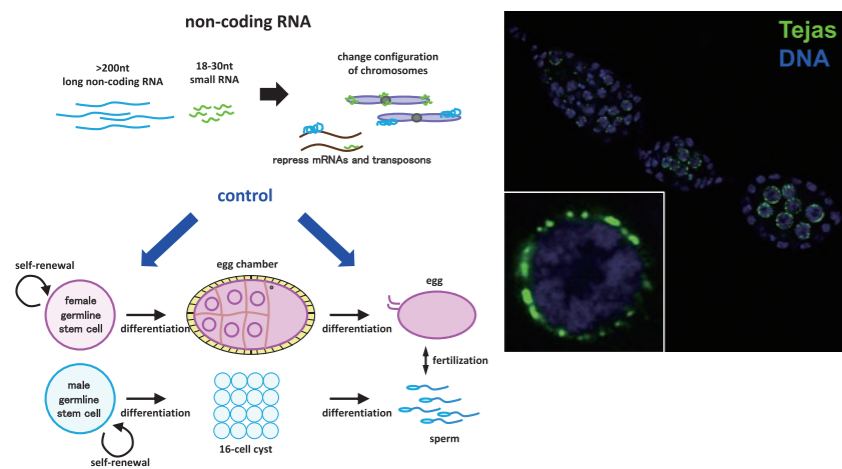 non-coding RNA
>200nt
long non-coding RNA
18-30nt
small RNA
change configuration
of chromosomes
repress mRNAs and transposons
control
self-renewal
female
germline
stem cell
differentiation
egg chamber
differentiation
egg
fertilization
male
germline
stem cell
differentiation
16-cell cyst
differentiation
sperm
self-renewal
Tejas
DNA